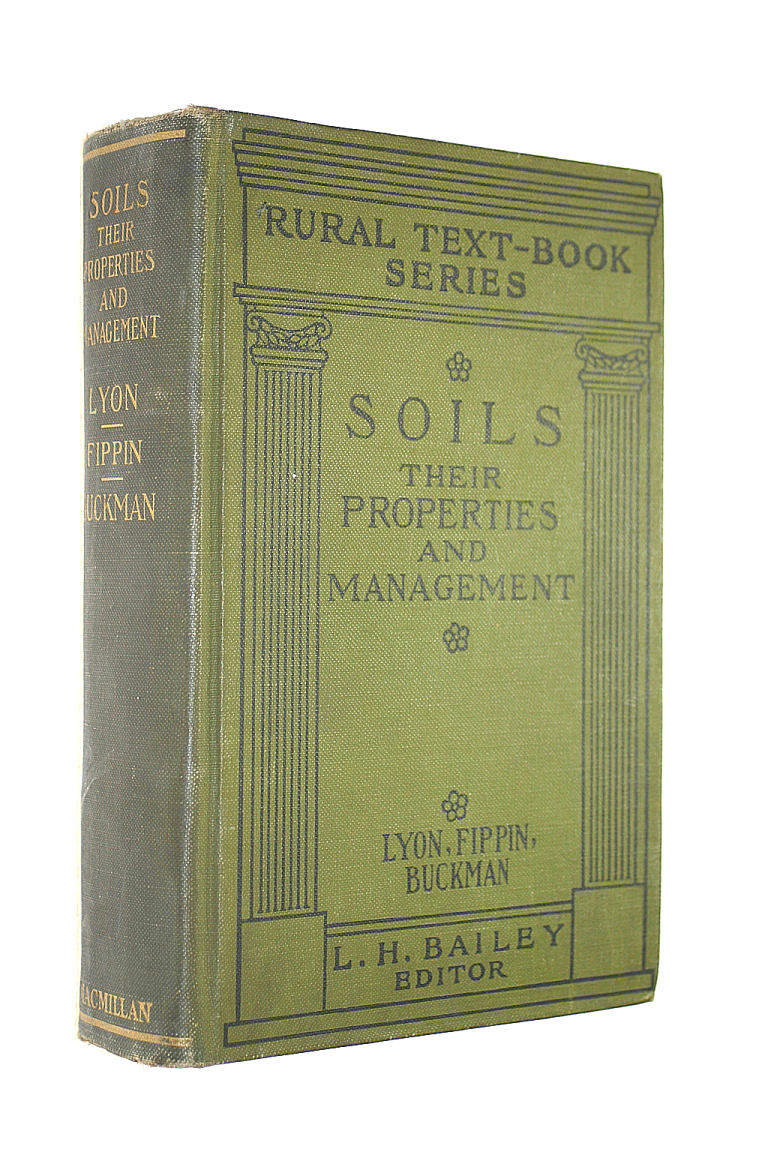 SOILS
THEIR
PROPERTIES
AND
MANAGEMENT
LYON
FIPPIN
BUCKMAN
MACMILLAN
RURAL TEXT-BOOK
SERIES
SOILS
THEIR
PROPERTIES
AND
MANAGEMENT
LYON, FIPPIN,
BUCKMAN
L. H. BAILEY
EDITOR